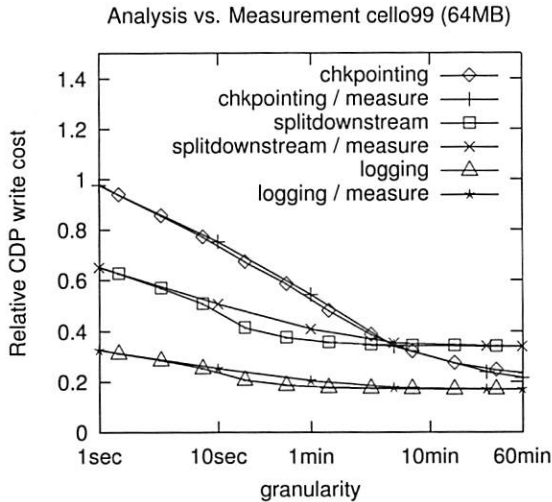 Analysis vs. Measurement cello99 (64MB)
1.4
1.2
1
0.8
0.6
0.4
0.2
0
Relative CDP write cost
chkpointing
chkpointing / measure
splitdownstream
splitdownstream / measure
logging
logging / measure
1sec 10sec 1min 10min 60min
granularity